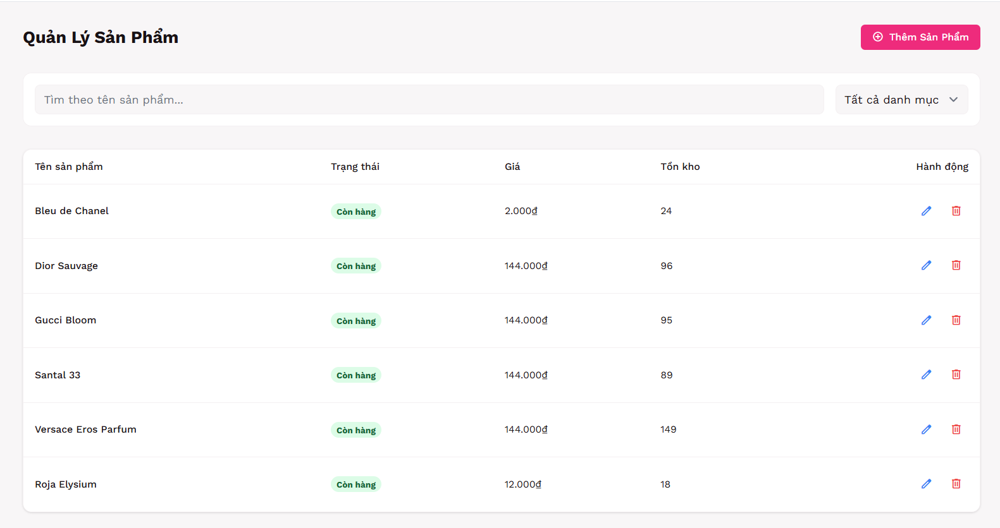 Quản Lý Sản Phẩm
Thêm Sản Phẩm
Tìm theo tên sản phẩm...
Tất cả danh mục
Tên sản phẩm Trạng thái Giá Tồn kho Hành động
Bleu de Chanel Còn hàng 2.000₫ 24
Dior Sauvage Còn hàng 144.000₫ 96
Gucci Bloom Còn hàng 144.000₫ 95
Santal 33 Còn hàng 144.000₫ 89
Versace Eros Parfum Còn hàng 144.000₫ 149
Roja Elysium Còn hàng 12.000₫ 18